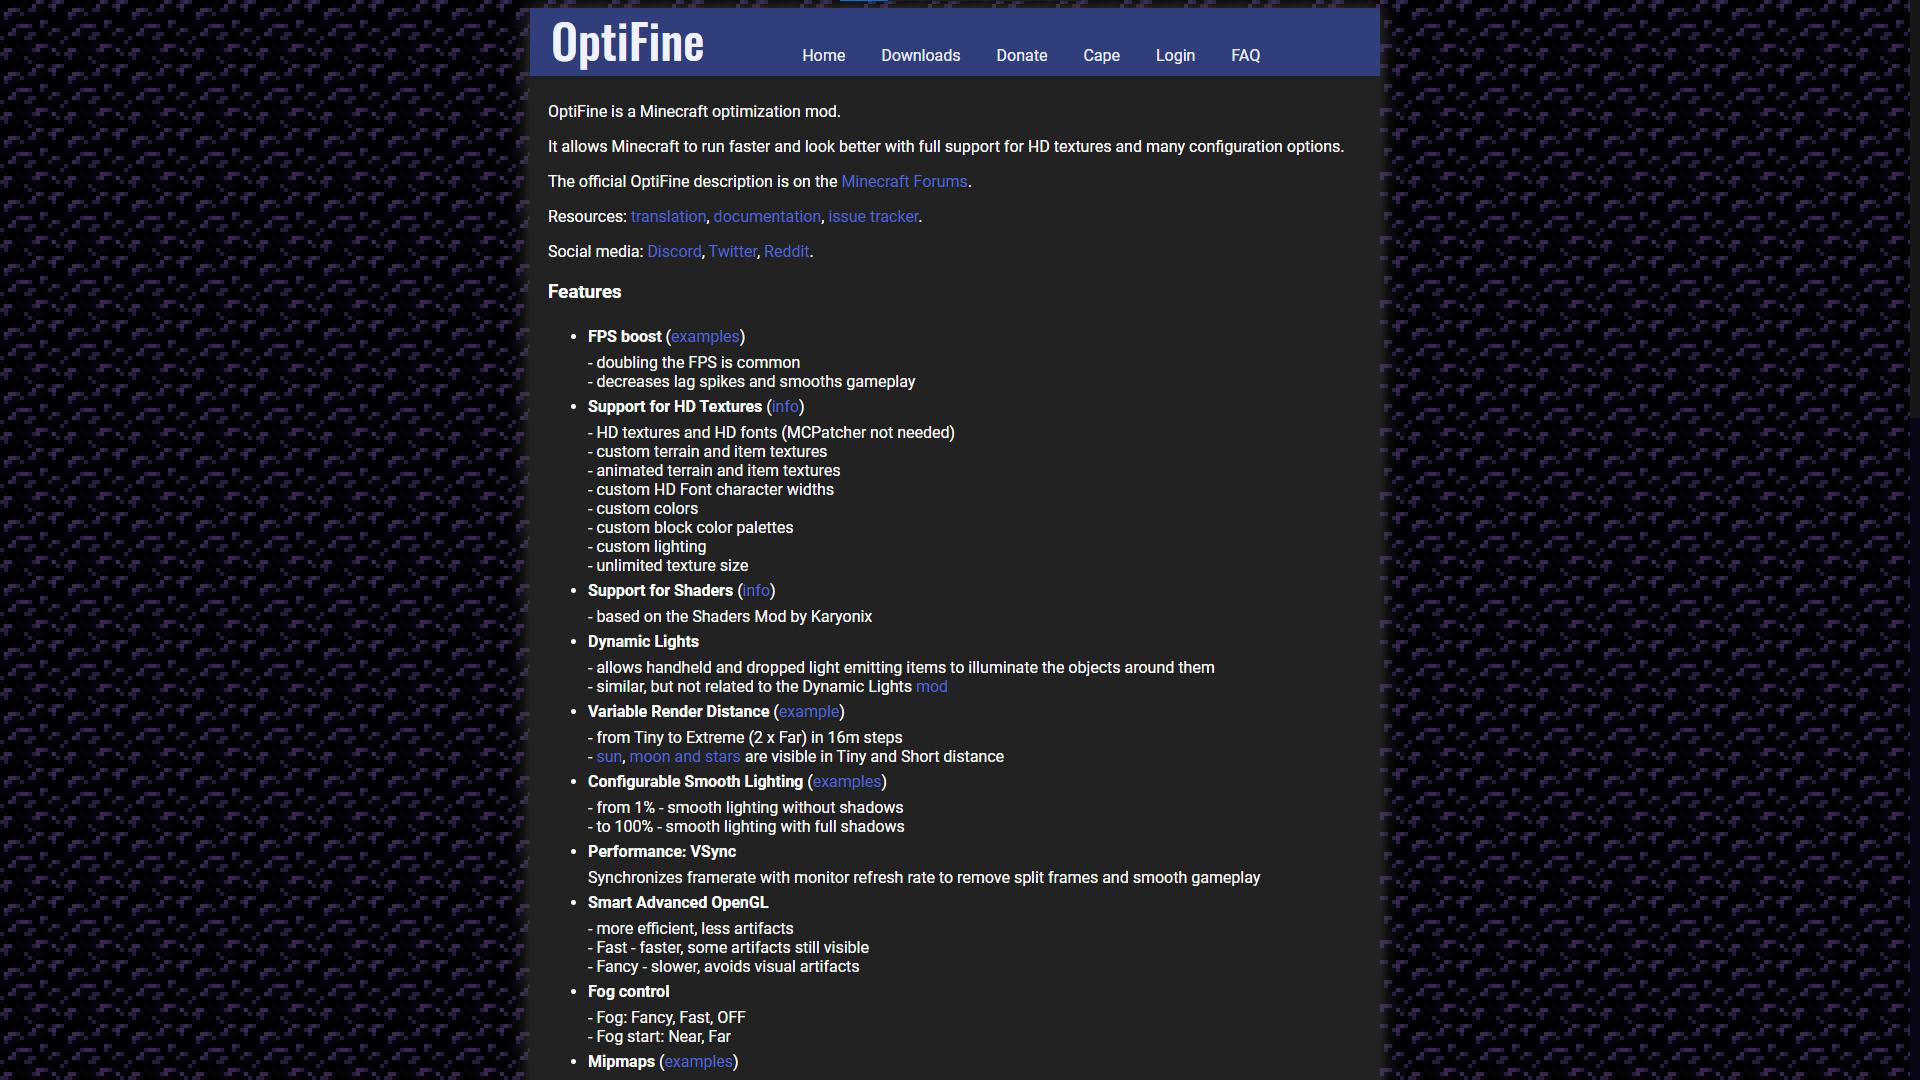 OptiFine
Home Downloads Donate Cape Login FAQ
OptiFine is a Minecraft optimization mod.
It allows Minecraft to run faster and look better with full support for HD textures and many configuration options.
The official OptiFine description is on the Minecraft Forums.
Resources: translation, documentation, issue tracker.
Social media: Discord, Twitter, Reddit.
Features
• FPS boost (examples)
- doubling the FPS is common
- decreases lag spikes and smooths gameplay
• Support for HD Textures (info)
- HD textures and HD fonts (MCPatcher not needed)
- custom terrain and item textures
- animated terrain and item textures
- custom HD Font character widths
- custom colors
- custom block color palettes
- custom lighting
- unlimited texture size
• Support for Shaders (info)
- based on the Shaders Mod by Karyonix
• Dynamic Lights
- allows handheld and dropped light emitting items to illuminate the objects around them
- similar, but not related to the Dynamic Lights mod
• Variable Render Distance (example)
- from Tiny to Extreme (2 x Far) in 16m steps
- sun, moon and stars are visible in Tiny and Short distance
• Configurable Smooth Lighting (examples)
- from 1% - smooth lighting without shadows
- to 100% - smooth lighting with full shadows
• Performance: VSync
Synchronizes framerate with monitor refresh rate to remove split frames and smooth gameplay
• Smart Advanced OpenGL
- more efficient, less artifacts
- Fast - faster, some artifacts still visible
- Fancy - slower, avoids visual artifacts
• Fog control
- Fog: Fancy, Fast, OFF
- Fog start: Near, Far
• Mipmaps (examples)